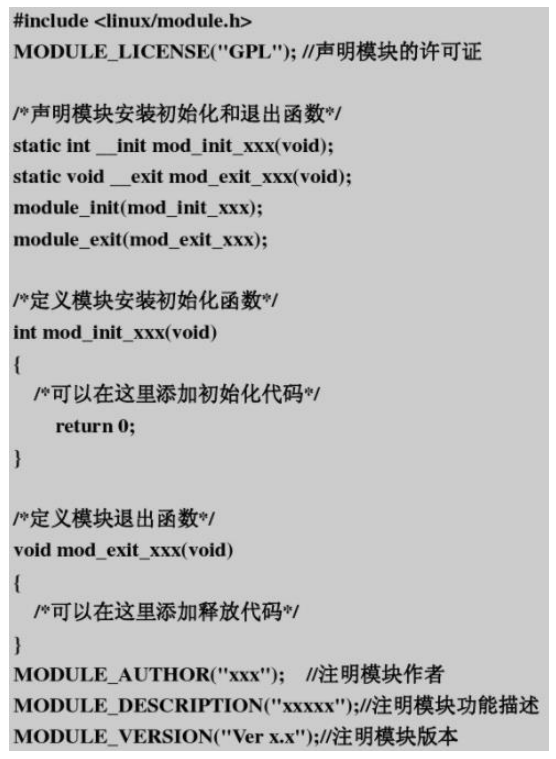 #include <linux/module.h>
MODULE_LICENSE("GPL"); //声明模块的许可证
/*声明模块安装初始化和退出函数*/
static int __init mod_init_xxx(void);
static void __exit mod_exit_xxx(void);
module_init(mod_init_xxx);
module_exit(mod_exit_xxx);
/*定义模块安装初始化函数*/
int mod_init_xxx(void)
{
/*可以在这里添加初始化代码*/
return 0;
}
/*定义模块退出函数*/
void mod_exit_xxx(void)
{
/*可以在这里添加释放代码*/
}
MODULE_AUTHOR("xxx"); //注明模块作者
MODULE_DESCRIPTION("xxxxx");//注明模块功能描述
MODULE_VERSION("Ver x.x");//注明模块版本